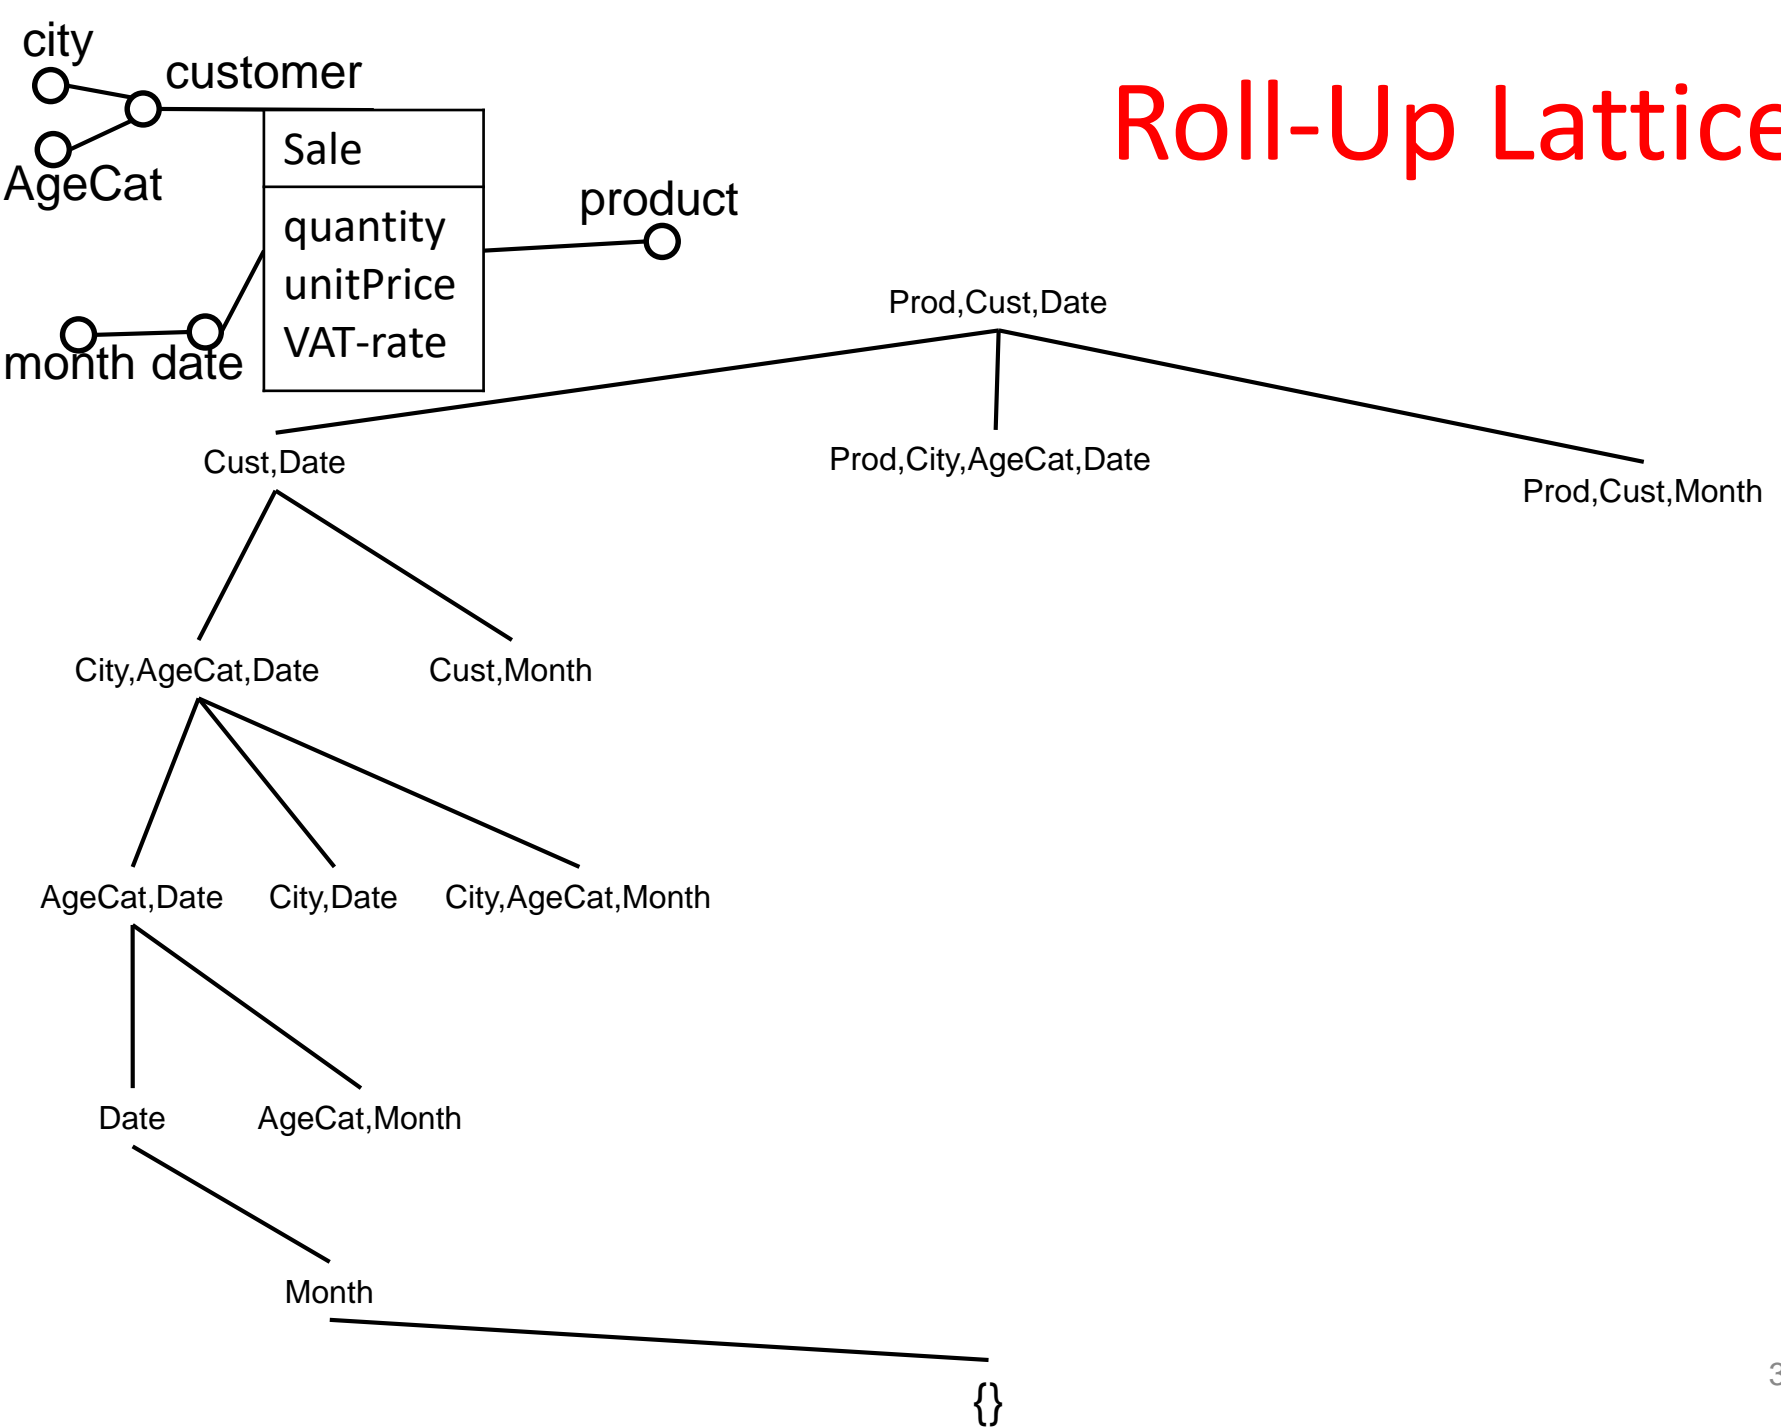 city
customer
Roll-Up Lattice
Sale
AgeCat
product
quantity
unitPrice
VAT-rate
month date
Prod,Cust,Date
Cust,Date
Prod,City,AgeCat,Date
Prod,Cust,Month
City,AgeCat,Date
Cust,Month
AgeCat,Date
City,Date
City,AgeCat,Month
Date
AgeCat,Month
Month
{}
3